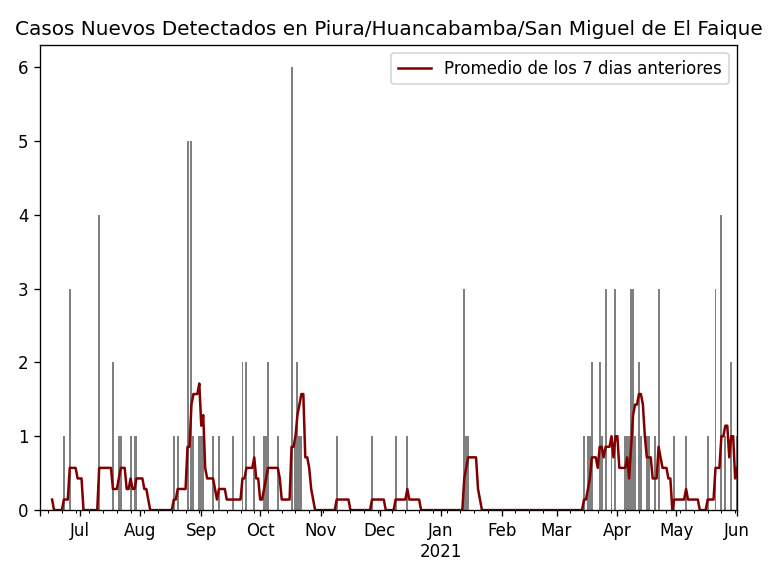 Casos Nuevos Detectados en Piura/Huancabamba/San Miguel de El Faique
Promedio de los 7 dias anteriores
6
5
4
3
2
1
0
Jul Aug Sep Oct Nov Dec Jan Feb Mar Apr May Jun
2021